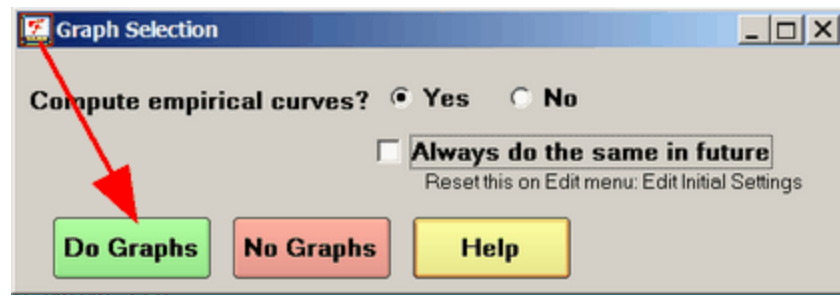 Graph Selection
Compute empirical curves? Yes No
Always do the same in future
Reset this on Edit menu: Edit Initial Settings
Do Graphs No Graphs Help